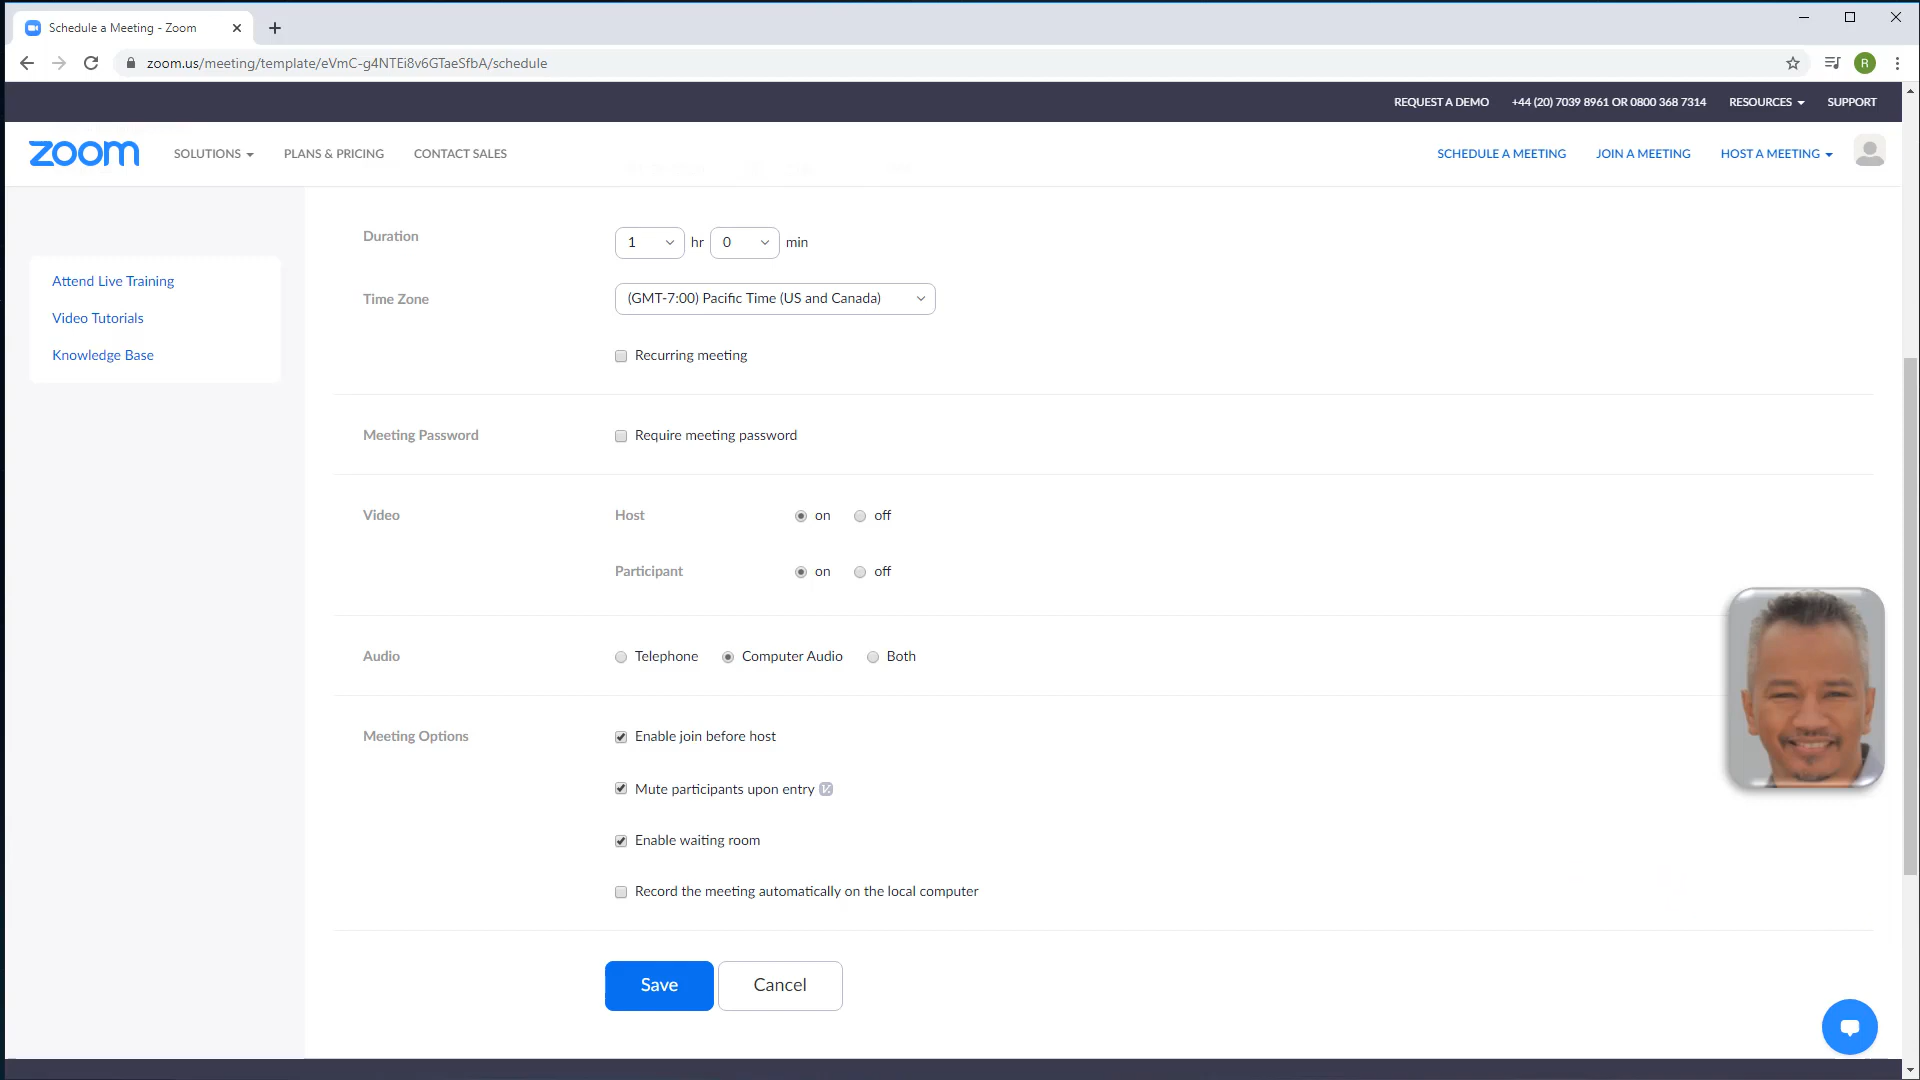 Schedule a Meeting - Zoom
zoom.us/meeting/template/eVmC-g4NTEi8v6GTaeSfbA/schedule
R
REQUEST A DEMO +44 (20) 7039 8961 OR 0800 368 7314 RESOURCES SUPPORT
zoom SOLUTIONS PLANS & PRICING CONTACT SALES SCHEDULE A MEETING JOIN A MEETING HOST A MEETING
Attend Live Training
Video Tutorials
Knowledge Base
Duration 1 hr 0 min
Time Zone (GMT-7:00) Pacific Time (US and Canada)
Recurring meeting
Meeting Password Require meeting password
Video Host on off
Participant on off
Audio Telephone Computer Audio Both
Meeting Options Enable join before host
Mute participants upon entry
Enable waiting room
Record the meeting automatically on the local computer
Save Cancel